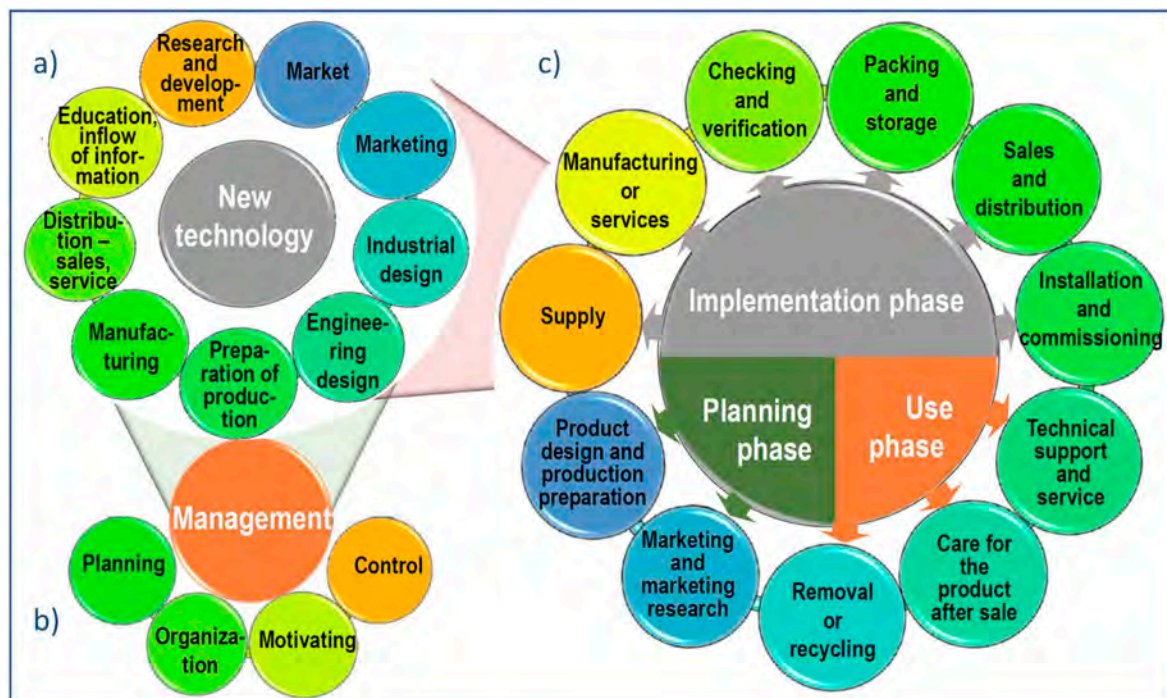 a)
Research
and
develop-
ment
Market
Marketing
Industrial
design
Enginee-
ring
design
Prepa-
ration of
produc-
tion
Manufac-
turing
Distribu-
tion –
sales,
service
Education,
inflow
of infor-
mation
New
technology
b)
Management
Planning
Organiza-
tion
Motivating
Control
c)
Checking
and
verification
Packing
and
storage
Sales
and
distribution
Installation
and
commissioning
Technical
support
and
service
Care for
the
product
after sale
Removal
or
recycling
Marketing
and
marketing
research
Product
design and
production
preparation
Supply
Manufacturing
or
services
Implementation phase
Planning
phase
Use
phase